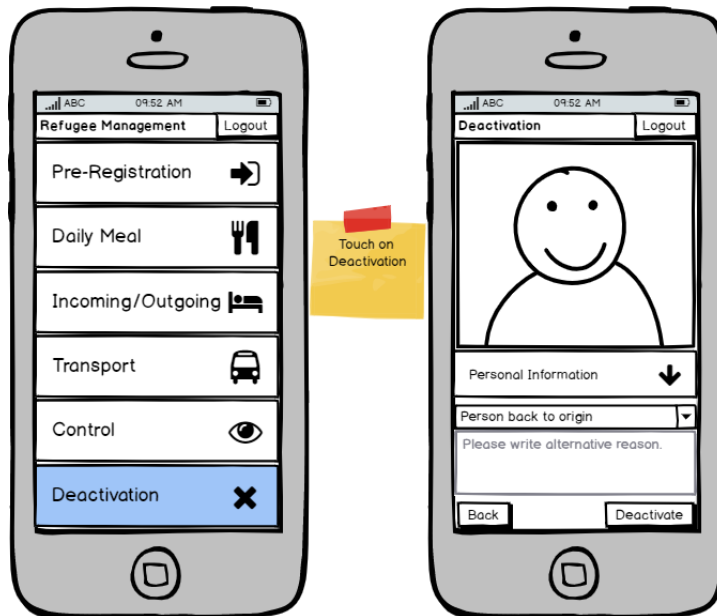 ABC 09:52 AM
Refugee Management Logout
Pre-Registration
Daily Meal
Incoming/Outgoing
Transport
Control
Deactivation
Touch on
Deactivation
ABC 09:52 AM
Deactivation Logout
Personal Information
Person back to origin
Please write alternative reason.
Back Deactivate